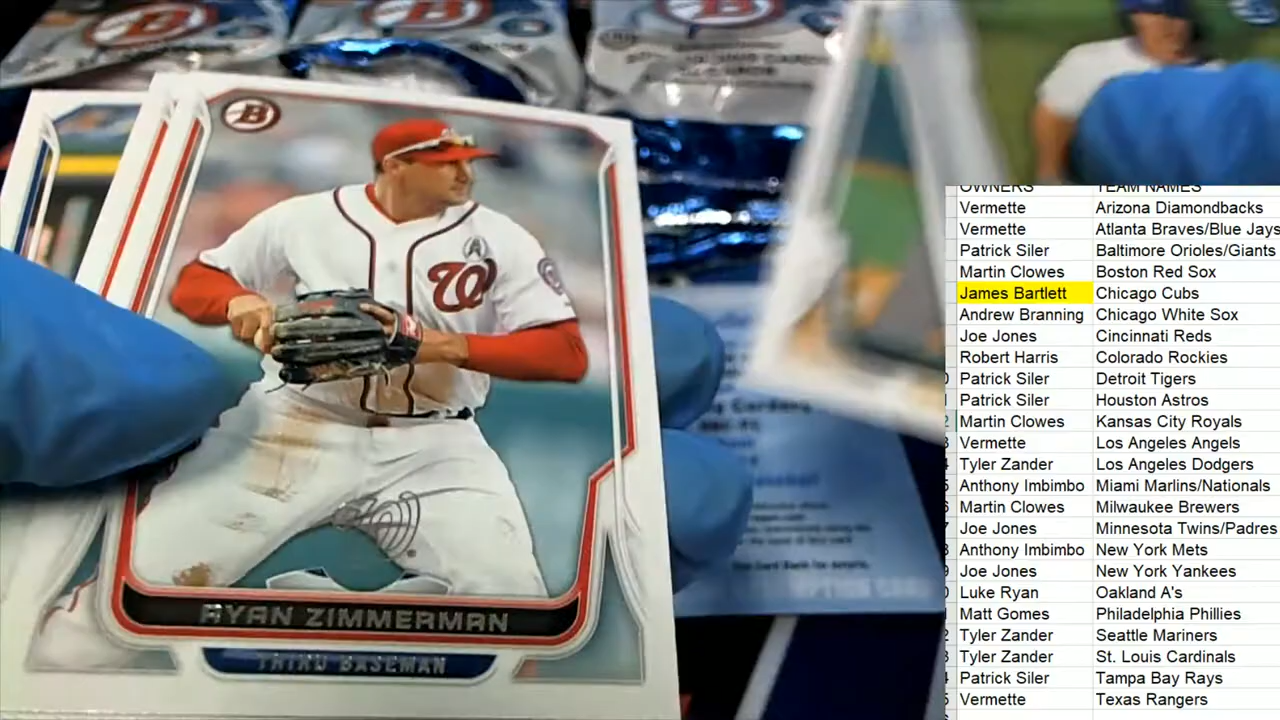 B
W
RYAN ZIMMERMAN
THIRD BASEMAN
OWNERS TEAM NAMES
Vermette Arizona Diamondbacks
Vermette Atlanta Braves/Blue Jays
Patrick Siler Baltimore Orioles/Giants
Martin Clowes Boston Red Sox
James Bartlett Chicago Cubs
Andrew Branning Chicago White Sox
Joe Jones Cincinnati Reds
Robert Harris Colorado Rockies
Patrick Siler Detroit Tigers
Patrick Siler Houston Astros
Martin Clowes Kansas City Royals
Vermette Los Angeles Angels
Tyler Zander Los Angeles Dodgers
Anthony Imbimbo Miami Marlins/Nationals
Martin Clowes Milwaukee Brewers
Joe Jones Minnesota Twins/Padres
Anthony Imbimbo New York Mets
Joe Jones New York Yankees
Luke Ryan Oakland A's
Matt Gomes Philadelphia Phillies
Tyler Zander Seattle Mariners
Tyler Zander St. Louis Cardinals
Patrick Siler Tampa Bay Rays
Vermette Texas Rangers